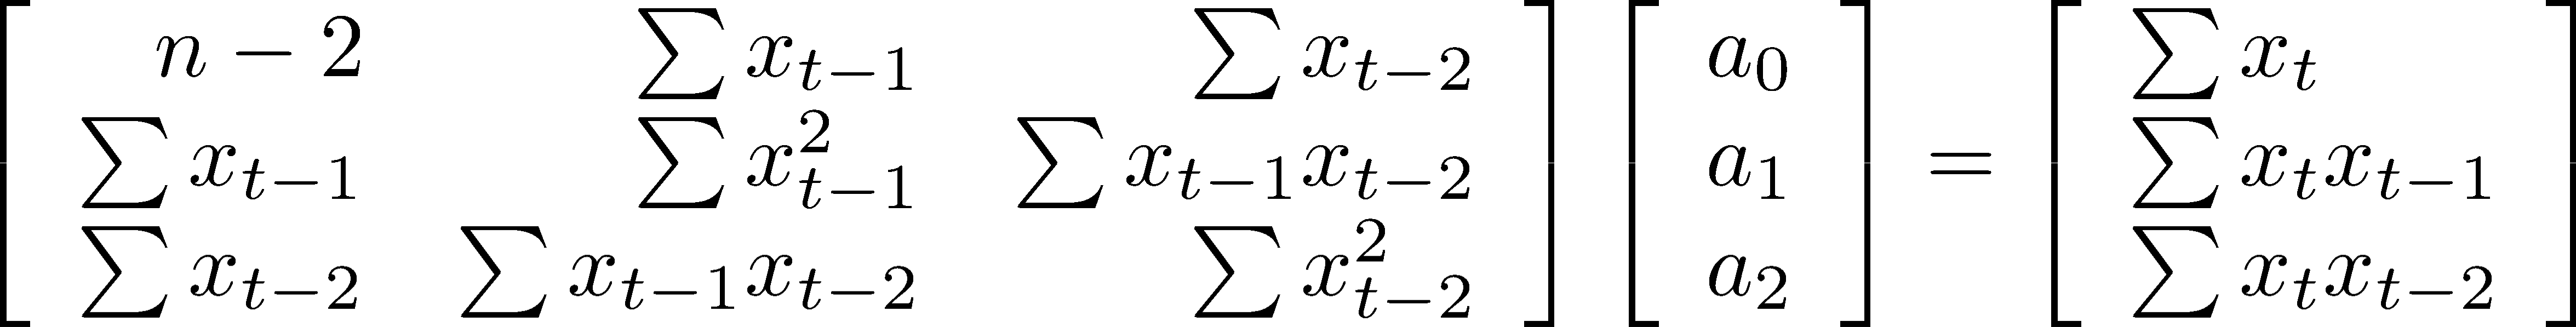 [ n − 2 ∑ x_{t−1} ∑ x_{t−2} ] [ a_0 ] = [ ∑ x_t ]
[ ∑ x_{t−1} ∑ x_{t−1}^2 ∑ x_{t−1}x_{t−2} ] [ a_1 ] = [ ∑ x_t x_{t−1} ]
[ ∑ x_{t−2} ∑ x_{t−1}x_{t−2} ∑ x_{t−2}^2 ] [ a_2 ] = [ ∑ x_t x_{t−2} ]